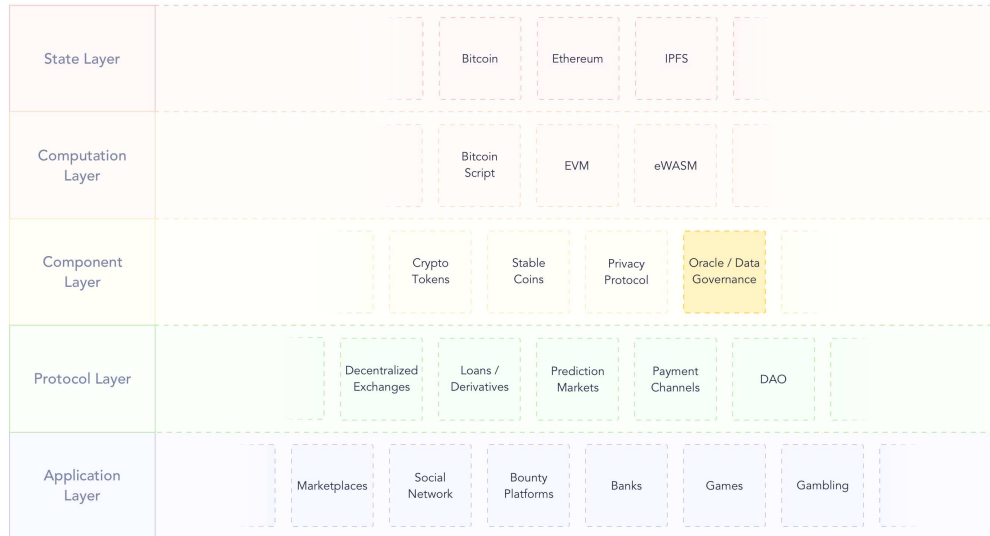 State Layer
Bitcoin
Ethereum
IPFS
Computation
Layer
Bitcoin
Script
EVM
eWASM
Component
Layer
Crypto
Tokens
Stable
Coins
Privacy
Protocol
Oracle / Data
Governance
Protocol Layer
Decentralized
Exchanges
Loans /
Derivatives
Prediction
Markets
Payment
Channels
DAO
Application
Layer
Marketplaces
Social
Network
Bounty
Platforms
Banks
Games
Gambling